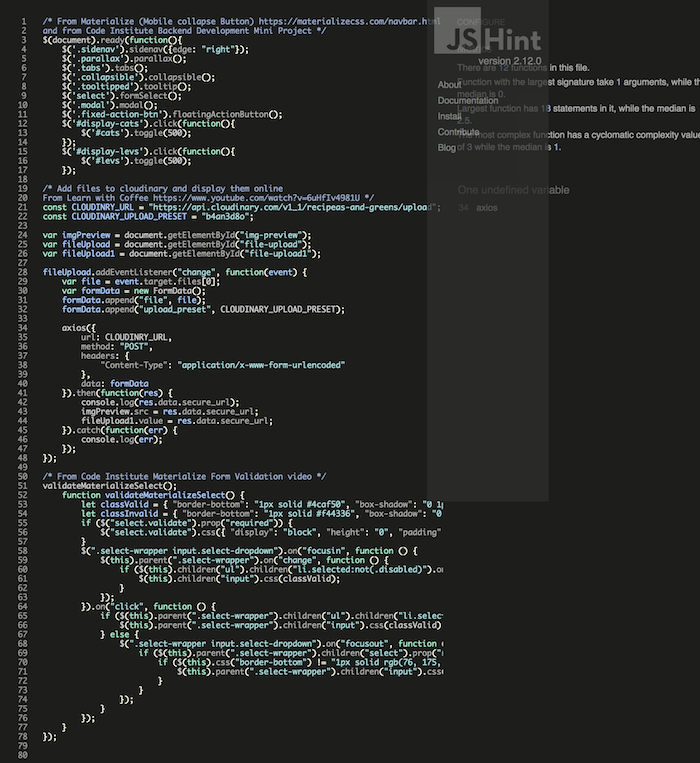 1 /* From Materialize (Mobile collapse Button) https://materializecss.com/navbar.html
2 and from Code Institute Backend Development Mini Project */
3 $(document).ready(function(){
4 $('.sidenav').sidenav({edge: "right"});
5 $('.parallax').parallax();
6 $('.tabs').tabs();
7 $('.collapsible').collapsible();
8 $('.tooltipped').tooltip();
9 $('select').formSelect();
10 $('.modal').modal();
11 $('.fixed-action-btn').floatingActionButton();
12 $('#display-cats').click(function(){
13 $('#cats').toggle(500);
14 });
15 $('#display-levs').click(function(){
16 $('#levs').toggle(500);
17 });
18
19 /* Add files to cloudinary and display them online
20 From Learn with Coffee https://www.youtube.com/watch?v=6uHfIv4981U */
21 const CLOUDINRY_URL = "https://api.cloudinary.com/v1_1/recipeas-and-greens/upload";
22 const CLOUDINARY_UPLOAD_PRESET = "b4an3d8o";
23
24 var imgPreview = document.getElementById("img-preview");
25 var fileUpload = document.getElementById("file-upload");
26 var fileUpload1 = document.getElementById("file-upload1");
27
28 fileUpload.addEventListener("change", function(event) {
29 var file = event.target.files[0];
30 var formData = new FormData();
31 formData.append("file", file);
32 formData.append("upload_preset", CLOUDINARY_UPLOAD_PRESET);
33
34 axios({
35 url: CLOUDINRY_URL,
36 method: "POST",
37 headers: {
38 "Content-Type": "application/x-www-form-urlencoded"
39 },
40 data: formData
41 }).then(function(res) {
42 console.log(res.data.secure_url);
43 imgPreview.src = res.data.secure_url;
44 fileUpload1.value = res.data.secure_url;
45 }).catch(function(err) {
46 console.log(err);
47 });
48 });
49
50 /* From Code Institute Materialize Form Validation video */
51 validateMaterializeSelect();
52 function validateMaterializeSelect() {
53 let classValid = { "border-bottom": "1px solid #4caf50", "box-shadow": "0 1p
54 let classInvalid = { "border-bottom": "1px solid #f44336", "box-shadow": "0
55 if ($("select.validate").prop("required")) {
56 $("select.validate").css({ "display": "block", "height": "0", "padding"
57 }
58 $(".select-wrapper input.select-dropdown").on("focusin", function () {
59 $(this).parent(".select-wrapper").on("change", function () {
60 if ($(this).children("ul").children("li.selected:not(.disabled)").on
61 $(this).children("input").css(classValid);
62 }
63 });
64 }).on("click", function () {
65 if ($(this).parent(".select-wrapper").children("ul").children("li.selec
66 $(this).parent(".select-wrapper").children("input").css(classValid)
67 } else {
68 $(".select-wrapper input.select-dropdown").on("focusout", function (
69 if ($(this).parent(".select-wrapper").children("select").prop("r
70 if ($(this).css("border-bottom") != "1px solid rgb(76, 175,
71 $(this).parent(".select-wrapper").children("input").css
72 }
73 }
74 });
75 }
76 });
77 }
78 });
79
80
CONFIGURE
JSHint
version 2.12.0
There are 12 functions in this file.
Function with the largest signature take 1 arguments, while the
median is 0.
Largest function has 18 statements in it, while the median is
2.5.
The most complex function has a cyclomatic complexity value
of 3 while the median is 1.
About
Documentation
Install
Contribute
Blog
One undefined variable
34 axios